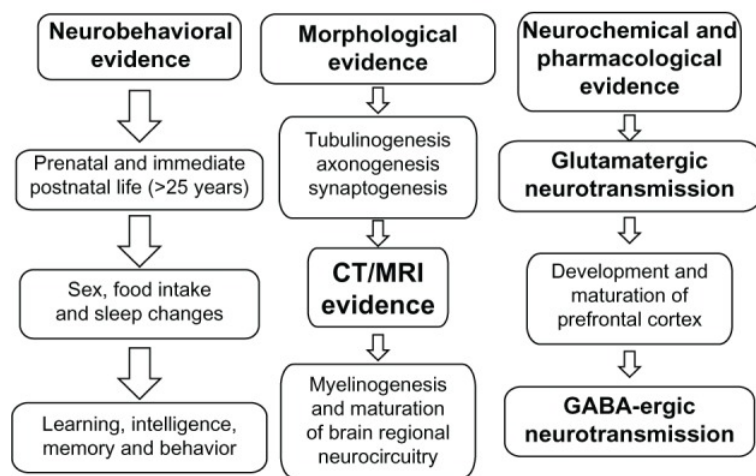 Neurobehavioral
evidence
Prenatal and immediate
postnatal life (>25 years)
Sex, food intake
and sleep changes
Learning, intelligence,
memory and behavior
Morphological
evidence
Tubulinogenesis
axonogenesis
synaptogenesis
CT/MRI
evidence
Myelinogenesis
and maturation
of brain regional
neurocircuitry
Neurochemical and
pharmacological
evidence
Glutamatergic
neurotransmission
Development and
maturation of
prefrontal cortex
GABA-ergic
neurotransmission